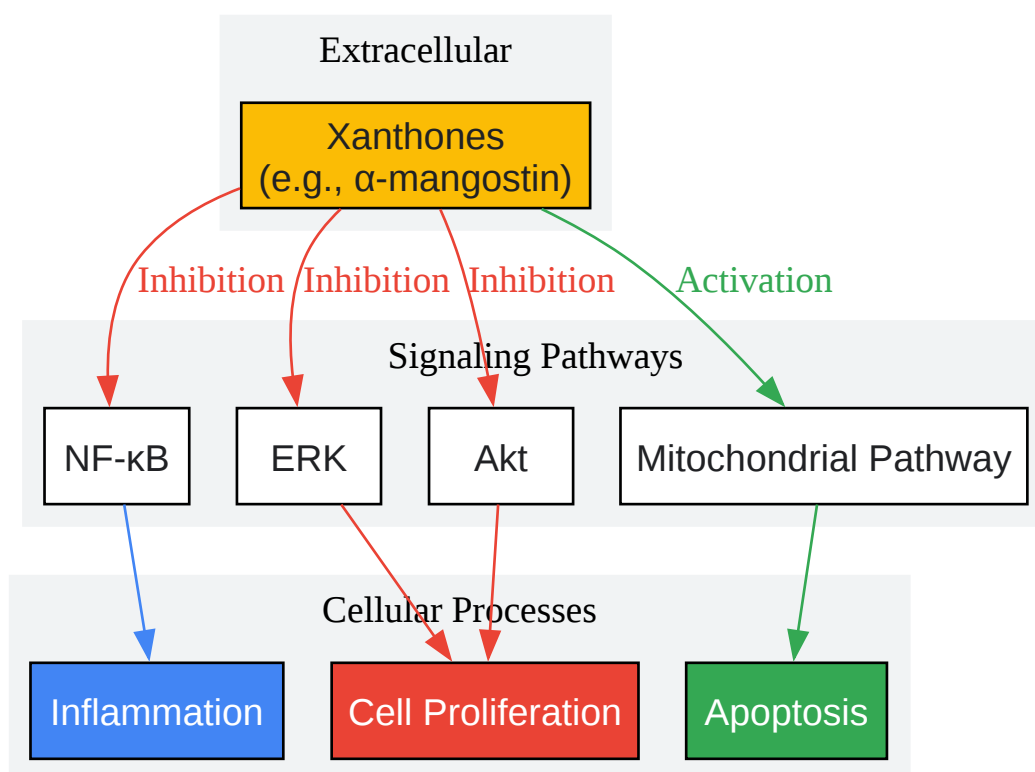 Extracellular
Xanthones
(e.g., α-mangostin)
Inhibition Inhibition Inhibition Activation
Signaling Pathways
NF-κB ERK Akt Mitochondrial Pathway
Cellular Processes
Inflammation Cell Proliferation Apoptosis